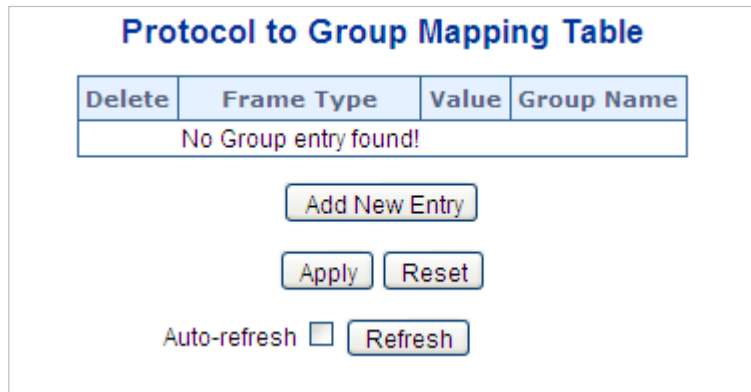 Protocol to Group Mapping Table
Delete Frame Type Value Group Name
No Group entry found!
Add New Entry
Apply Reset
Auto-refresh Refresh